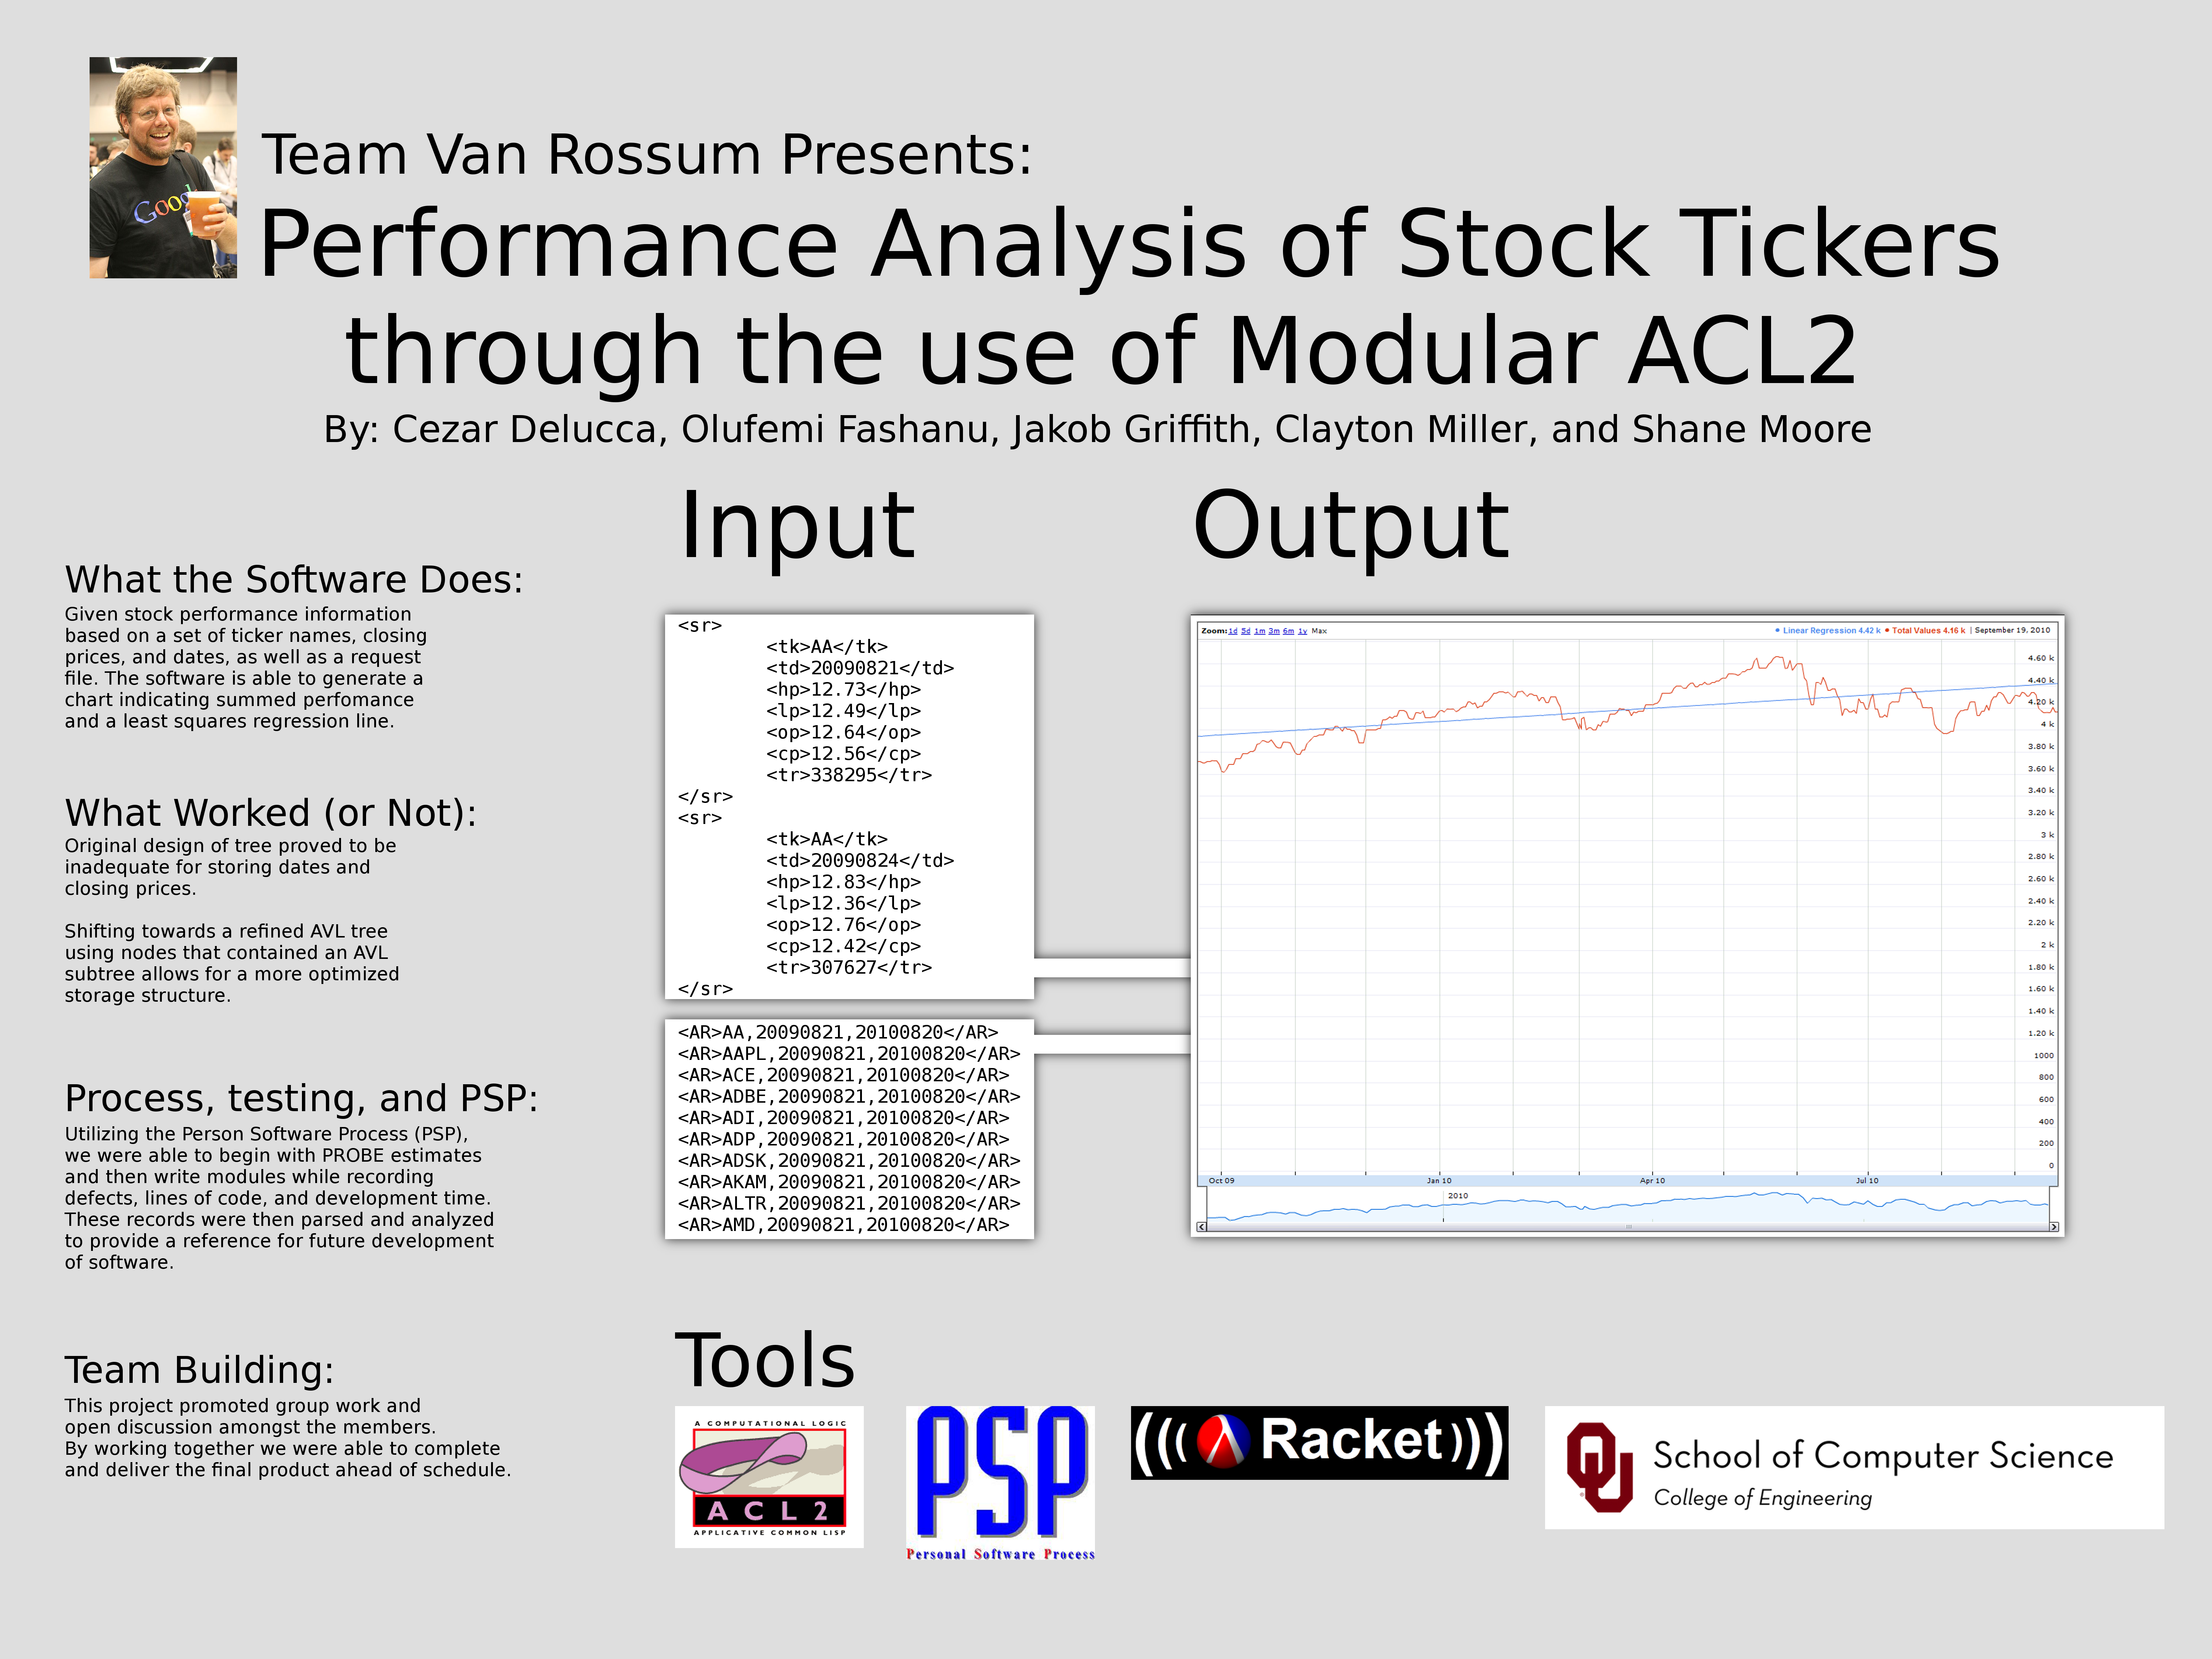 Goo
Team Van Rossum Presents:
Performance Analysis of Stock Tickers
through the use of Modular ACL2
By: Cezar Delucca, Olufemi Fashanu, Jakob Griffith, Clayton Miller, and Shane Moore
What the Software Does:
Given stock performance information
based on a set of ticker names, closing
prices, and dates, as well as a request
file. The software is able to generate a
chart indicating summed perfomance
and a least squares regression line.
What Worked (or Not):
Original design of tree proved to be
inadequate for storing dates and
closing prices.
Shifting towards a refined AVL tree
using nodes that contained an AVL
subtree allows for a more optimized
storage structure.
Process, testing, and PSP:
Utilizing the Person Software Process (PSP),
we were able to begin with PROBE estimates
and then write modules while recording
defects, lines of code, and development time.
These records were then parsed and analyzed
to provide a reference for future development
of software.
Team Building:
This project promoted group work and
open discussion amongst the members.
By working together we were able to complete
and deliver the final product ahead of schedule.
Input
<sr>
<tk>AA</tk>
<td>20090821</td>
<hp>12.73</hp>
<lp>12.49</lp>
<op>12.64</op>
<cp>12.56</cp>
<tr>338295</tr>
</sr>
<sr>
<tk>AA</tk>
<td>20090824</td>
<hp>12.83</hp>
<lp>12.36</lp>
<op>12.76</op>
<cp>12.42</cp>
<tr>307627</tr>
</sr>
<AR>AA,20090821,20100820</AR>
<AR>AAPL,20090821,20100820</AR>
<AR>ACE,20090821,20100820</AR>
<AR>ADBE,20090821,20100820</AR>
<AR>ADI,20090821,20100820</AR>
<AR>ADP,20090821,20100820</AR>
<AR>ADSK,20090821,20100820</AR>
<AR>AKAM,20090821,20100820</AR>
<AR>ALTR,20090821,20100820</AR>
<AR>AMD,20090821,20100820</AR>
Output
Zoom: 1d 5d 1m 3m 6m 1y Max
Linear Regression 4.42 k Total Values 4.16 k | September 19, 2010
4.60 k
4.40 k
4.20 k
4 k
3.80 k
3.60 k
3.40 k
3.20 k
3 k
2.80 k
2.60 k
2.40 k
2.20 k
2 k
1.80 k
1.60 k
1.40 k
1.20 k
1000
800
600
400
200
0
Oct 09 Jan 10 Apr 10 Jul 10
2010
Tools
A COMPUTATIONAL LOGIC
ACL2
APPLICATIVE COMMON LISP
PSP
Personal Software Process
((( Racket )))
OU
School of Computer Science
College of Engineering